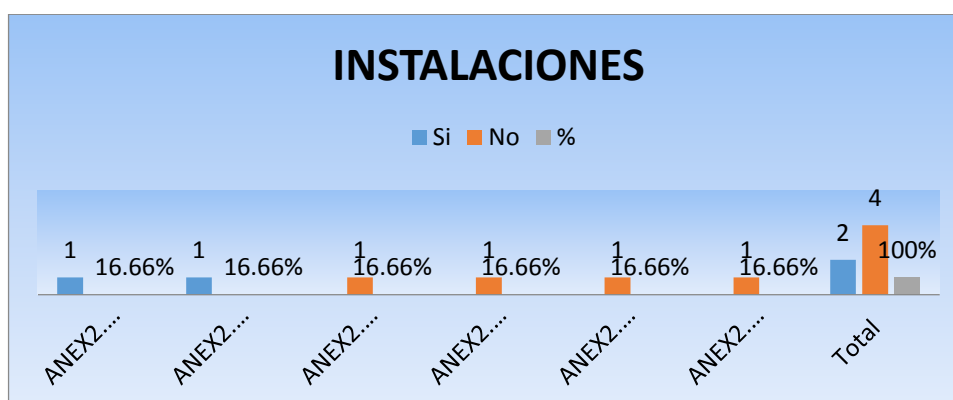 INSTALACIONES
Si No %
1 16.66% 1 16.66% 1 16.66% 1 16.66% 1 16.66% 1 16.66% 2 4 100%
ANEX2.... ANEX2.... ANEX2.... ANEX2.... ANEX2.... ANEX2.... Total